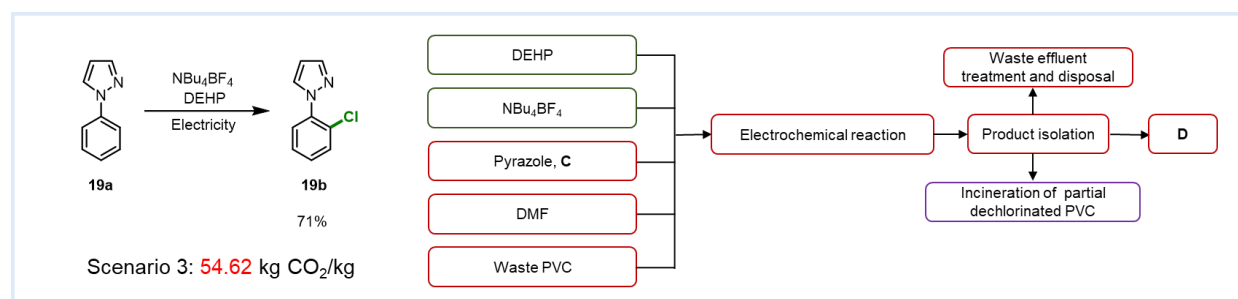 N
N
NBu₄BF₄
DEHP
Electricity
19a
N
N
Cl
19b
71%
Scenario 3: 54.62 kg CO₂/kg
DEHP
NBu₄BF₄
Pyrazole, C
DMF
Waste PVC
Electrochemical reaction
Waste effluent
treatment and disposal
Product isolation
D
Incineration of partial
dechlorinated PVC